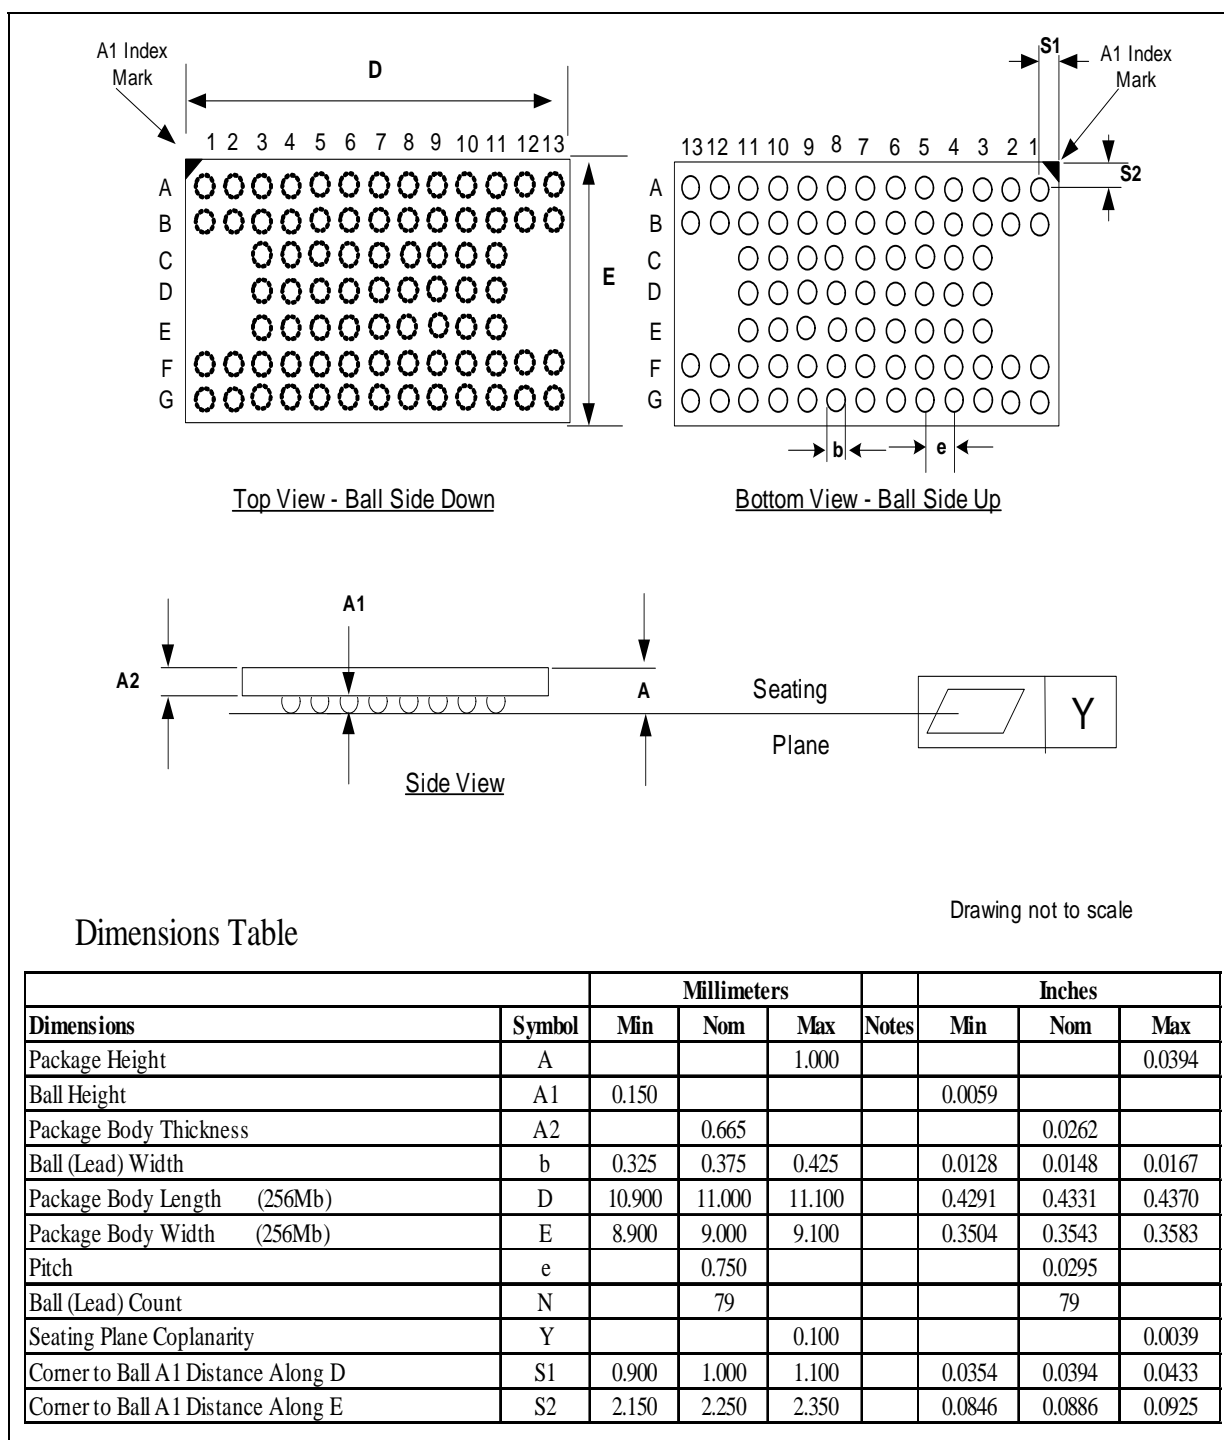 A1 Index
Mark
D
1 2 3 4 5 6 7 8 9 10 11 12 13
A
B
C
D
E
F
G
E
Top View - Ball Side Down
S1
A1 Index
Mark
13 12 11 10 9 8 7 6 5 4 3 2 1
S2
A
B
C
D
E
F
G
b
e
Bottom View - Ball Side Up
A1
A2
A
Seating
Plane
Y
Side View
Drawing not to scale
Dimensions Table
Millimeters Inches
Dimensions Symbol Min Nom Max Notes Min Nom Max
Package Height A 1.000 0.0394
Ball Height A1 0.150 0.0059
Package Body Thickness A2 0.665 0.0262
Ball (Lead) Width b 0.325 0.375 0.425 0.0128 0.0148 0.0167
Package Body Length (256Mb) D 10.900 11.000 11.100 0.4291 0.4331 0.4370
Package Body Width (256Mb) E 8.900 9.000 9.100 0.3504 0.3543 0.3583
Pitch e 0.750 0.0295
Ball (Lead) Count N 79 79
Seating Plane Coplanarity Y 0.100 0.0039
Corner to Ball A1 Distance Along D S1 0.900 1.000 1.100 0.0354 0.0394 0.0433
Corner to Ball A1 Distance Along E S2 2.150 2.250 2.350 0.0846 0.0886 0.0925